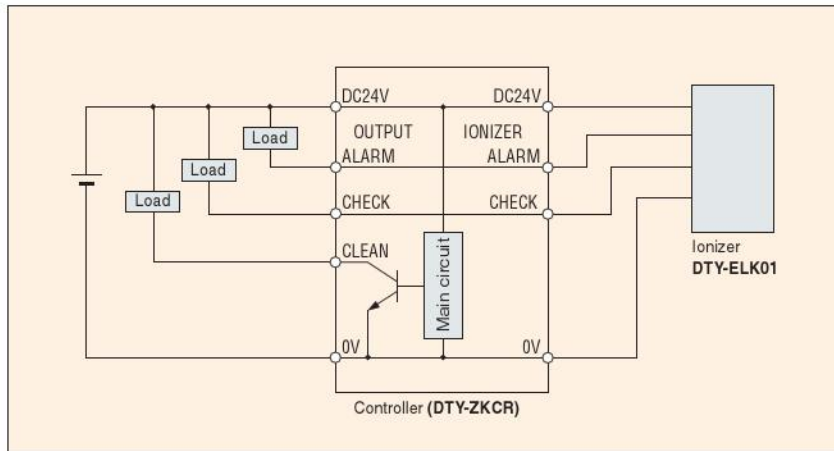 DC24V DC24V
OUTPUT IONIZER
Load
ALARM ALARM
Load
Load
CHECK CHECK
CLEAN
Main circuit
0V 0V
Ionizer
DTY-ELK01
Controller (DTY-ZKCR)